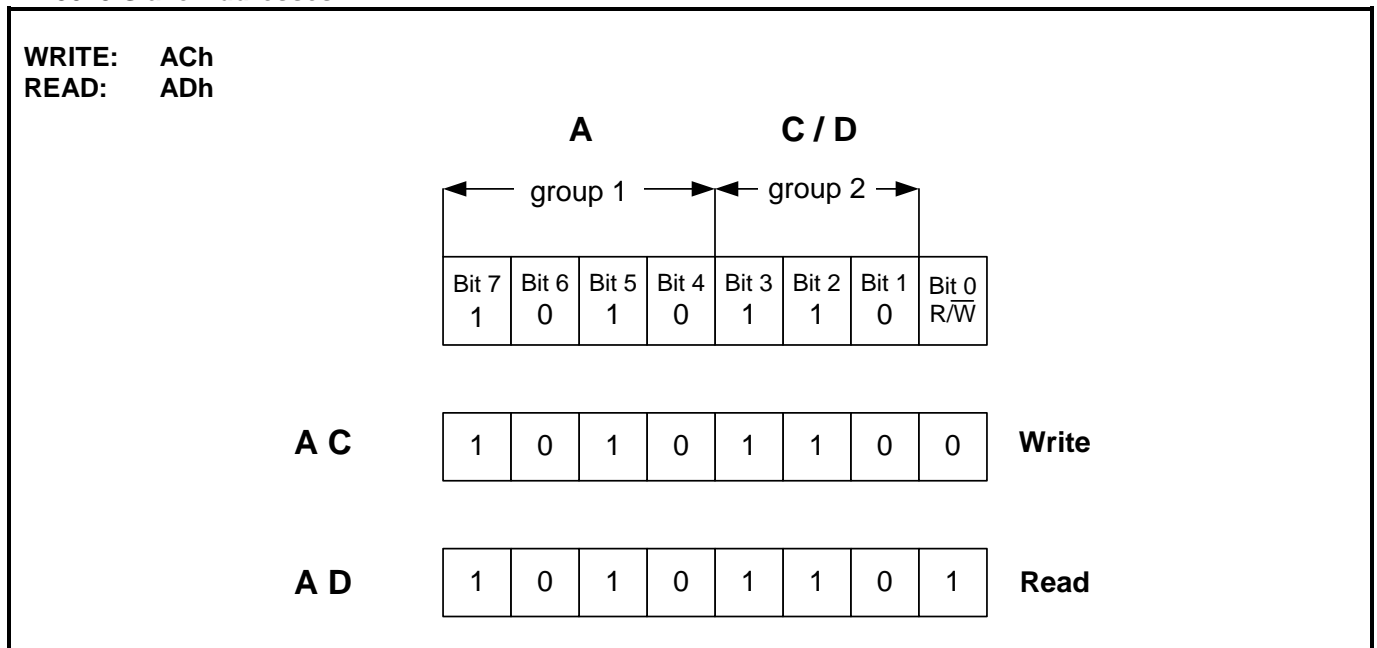 WRITE: ACh
READ: ADh
A C / D
group 1 group 2
Bit 7 Bit 6 Bit 5 Bit 4 Bit 3 Bit 2 Bit 1 Bit 0
1 0 1 0 1 1 0 R/W̅
A C 1 0 1 0 1 1 0 0 Write
A D 1 0 1 0 1 1 0 1 Read